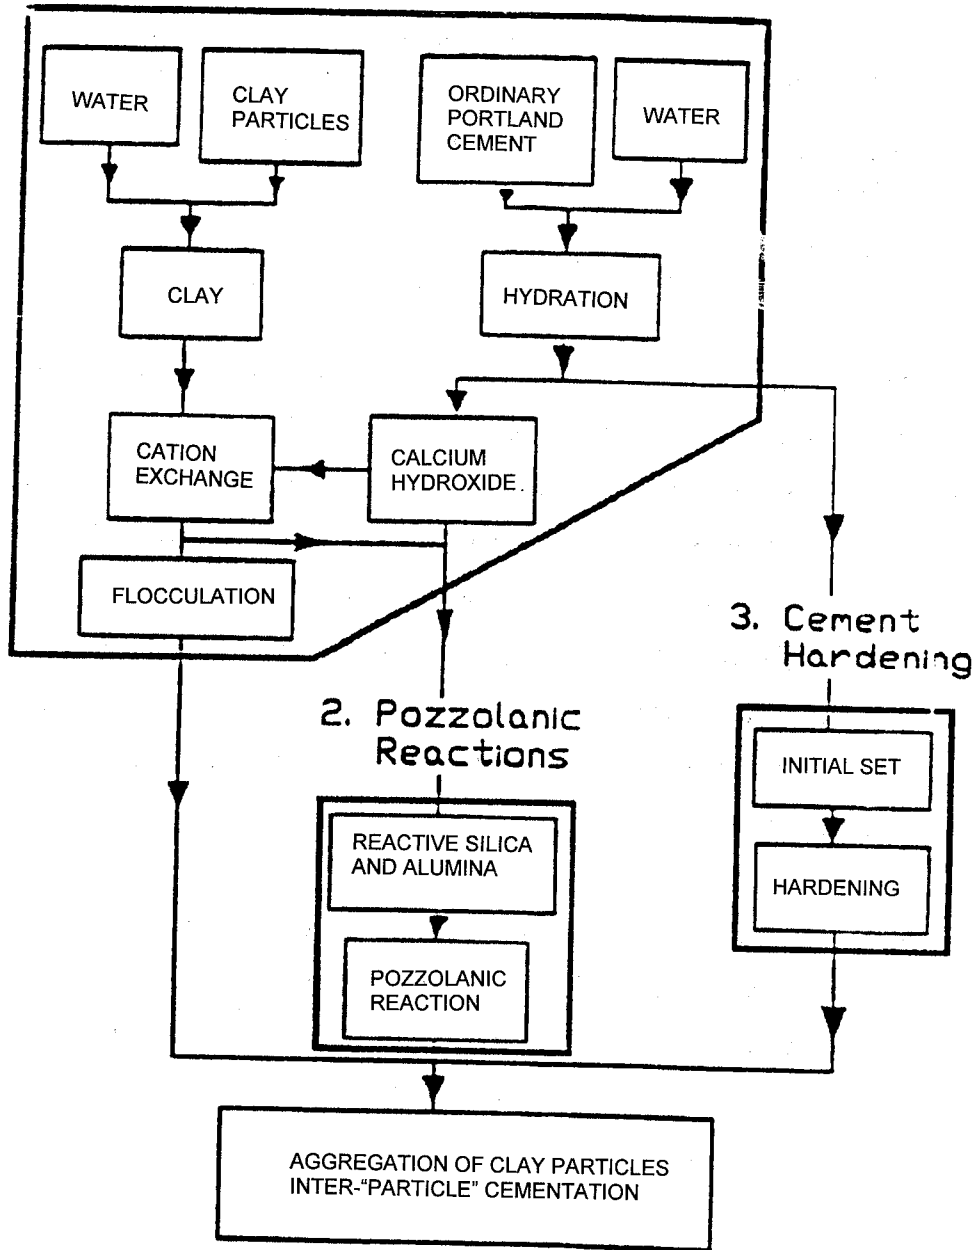 WATER
CLAY
PARTICLES
ORDINARY
PORTLAND
CEMENT
WATER
CLAY
HYDRATION
CATION
EXCHANGE
CALCIUM
HYDROXIDE.
FLOCCULATION
3. Cement
Hardening
2. Pozzolanic
Reactions
INITIAL SET
REACTIVE SILICA
AND ALUMINA
HARDENING
POZZOLANIC
REACTION
AGGREGATION OF CLAY PARTICLES
INTER-“PARTICLE” CEMENTATION